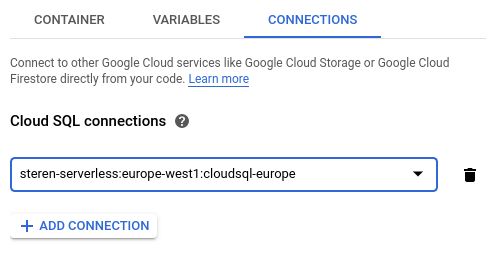 CONTAINER VARIABLES CONNECTIONS
Connect to other Google Cloud services like Google Cloud Storage or Google Cloud
Firestore directly from your code. Learn more
Cloud SQL connections ?
steren-serverless:europe-west1:cloudsql-europe
+ ADD CONNECTION